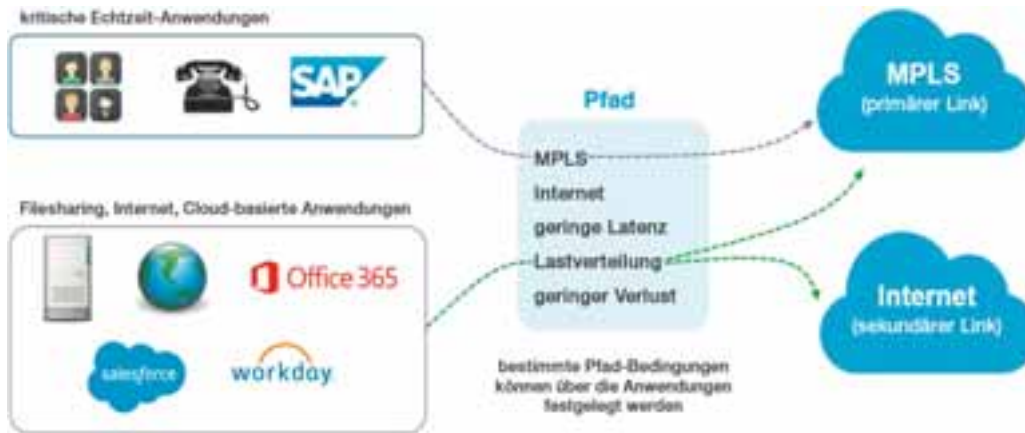 kritische Echtzeit-Anwendungen
SAP
®
Filesharing, Internet, Cloud-basierte Anwendungen
Office 365
salesforce
workday
Pfad
MPLS
Internet
geringe Latenz
Lastverteilung
geringer Verlust
bestimmte Pfad-Bedingungen
können über die Anwendungen
festgelegt werden
MPLS
(primärer Link)
Internet
(sekundärer Link)